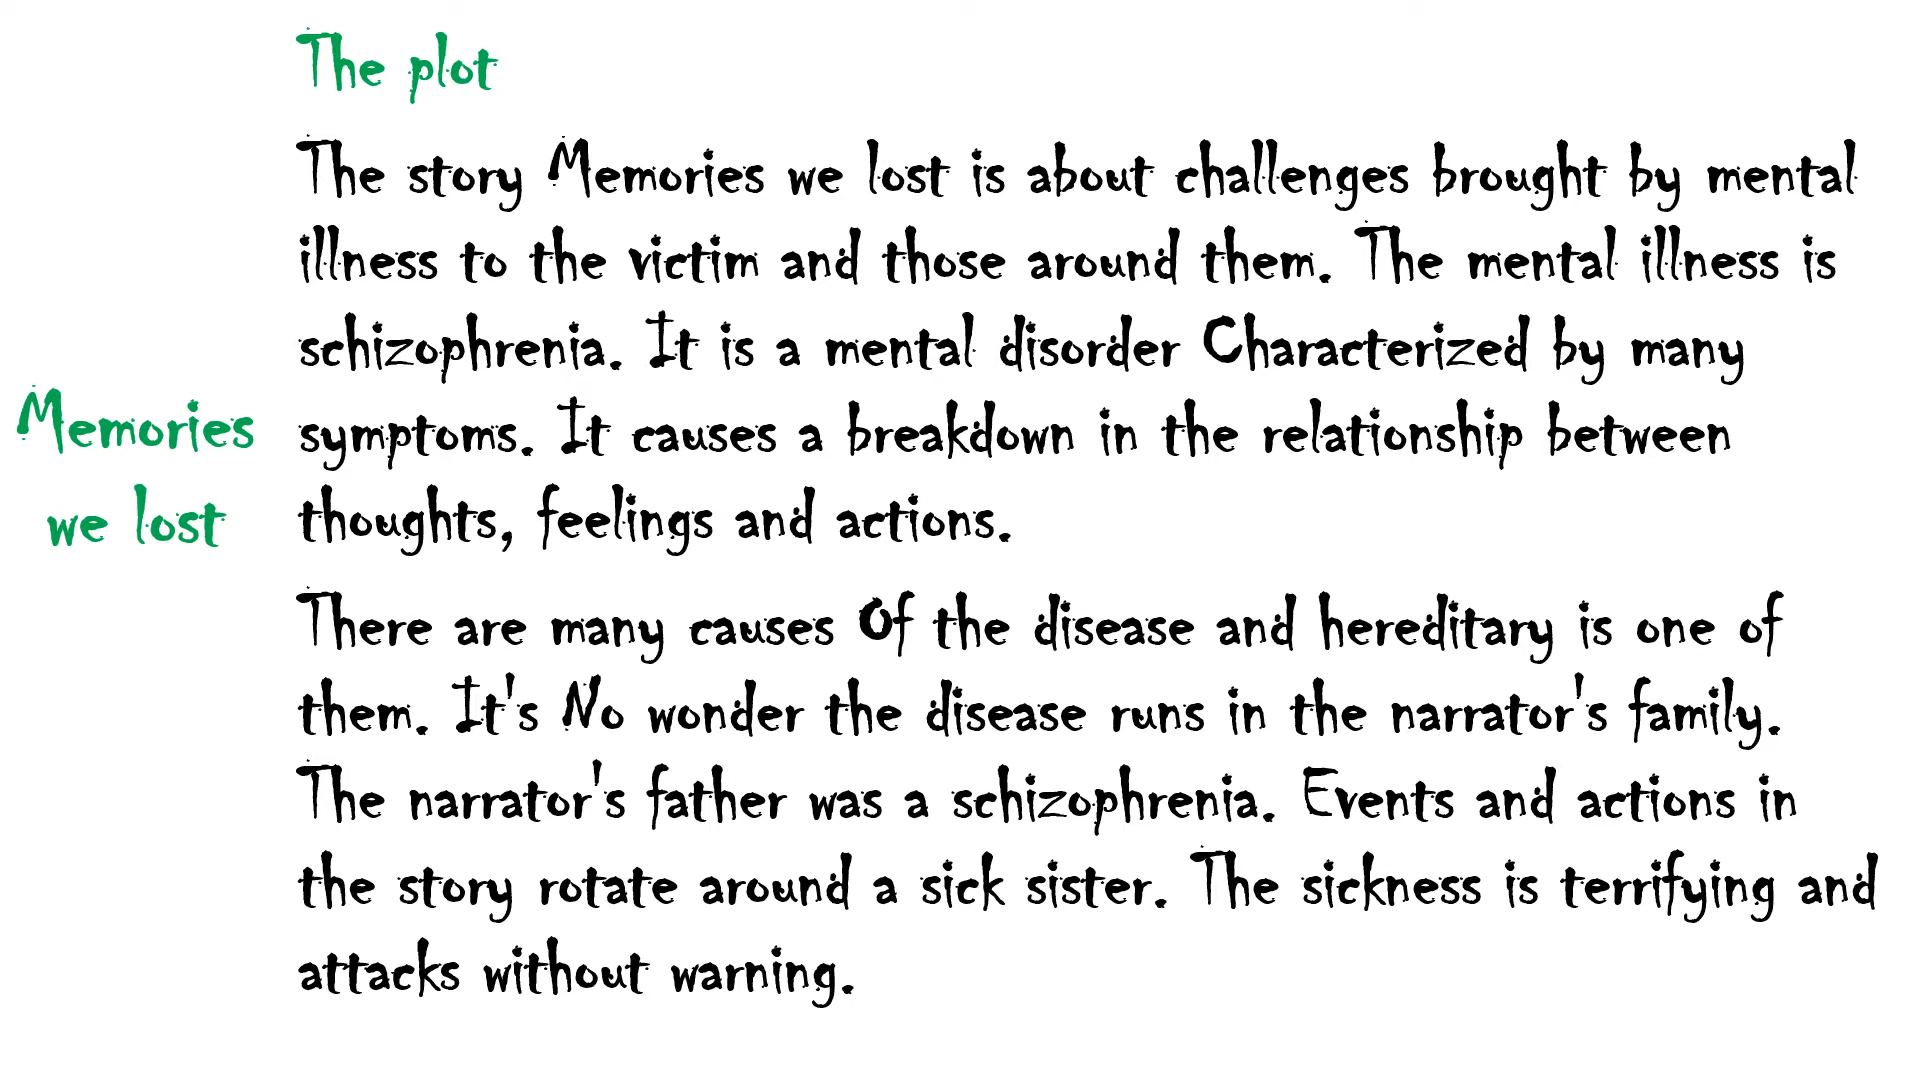 The plot
The story Memories we lost is about challenges brought by mental
illness to the victim and those around them. The mental illness is
schizophrenia. It is a mental disorder Characterized by many
symptoms. It causes a breakdown in the relationship between
thoughts, feelings and actions.
Memories
we lost
There are many causes Of the disease and hereditary is one of
them. It's No wonder the disease runs in the narrator's family.
The narrator's father was a schizophrenia. Events and actions in
the story rotate around a sick sister. The sickness is terrifying and
attacks without warning.